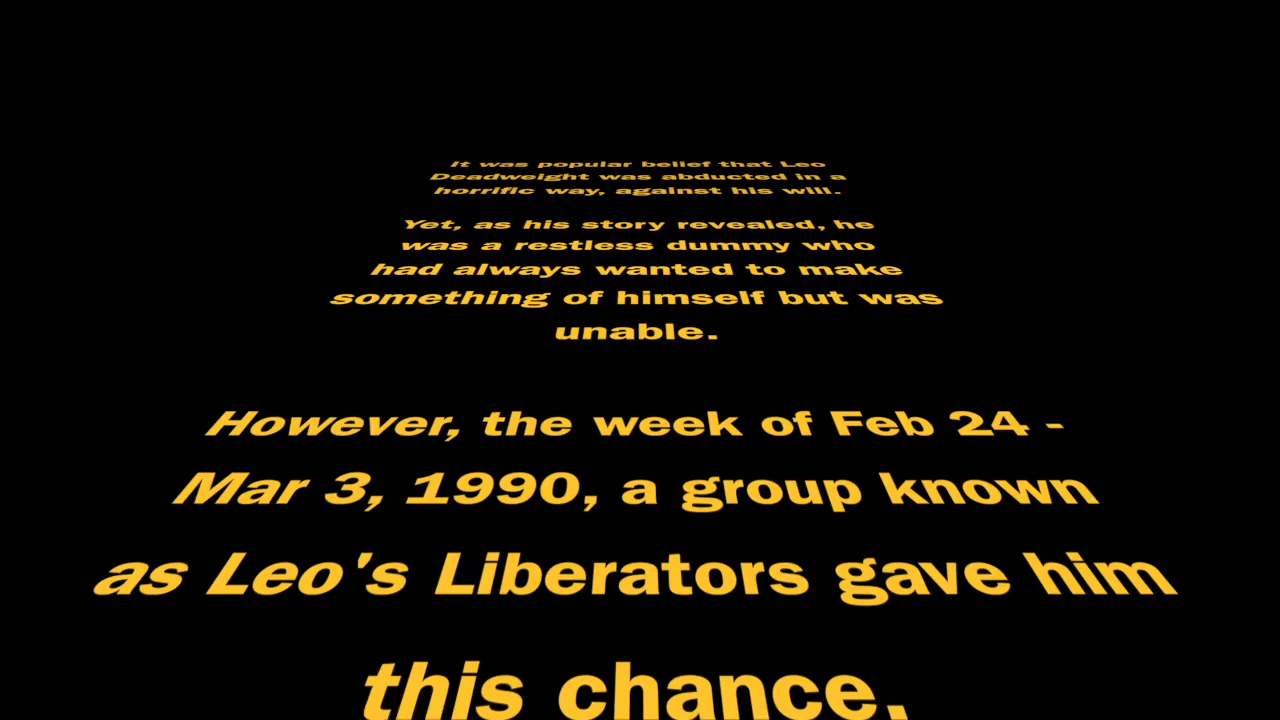 It was popular belief that Leo
Deadweight was abducted in a
horrific way, against his will.
Yet, as his story revealed, he
was a restless dummy who
had always wanted to make
something of himself but was
unable.
However, the week of Feb 24 -
Mar 3, 1990, a group known
as Leo's Liberators gave him
this chance.